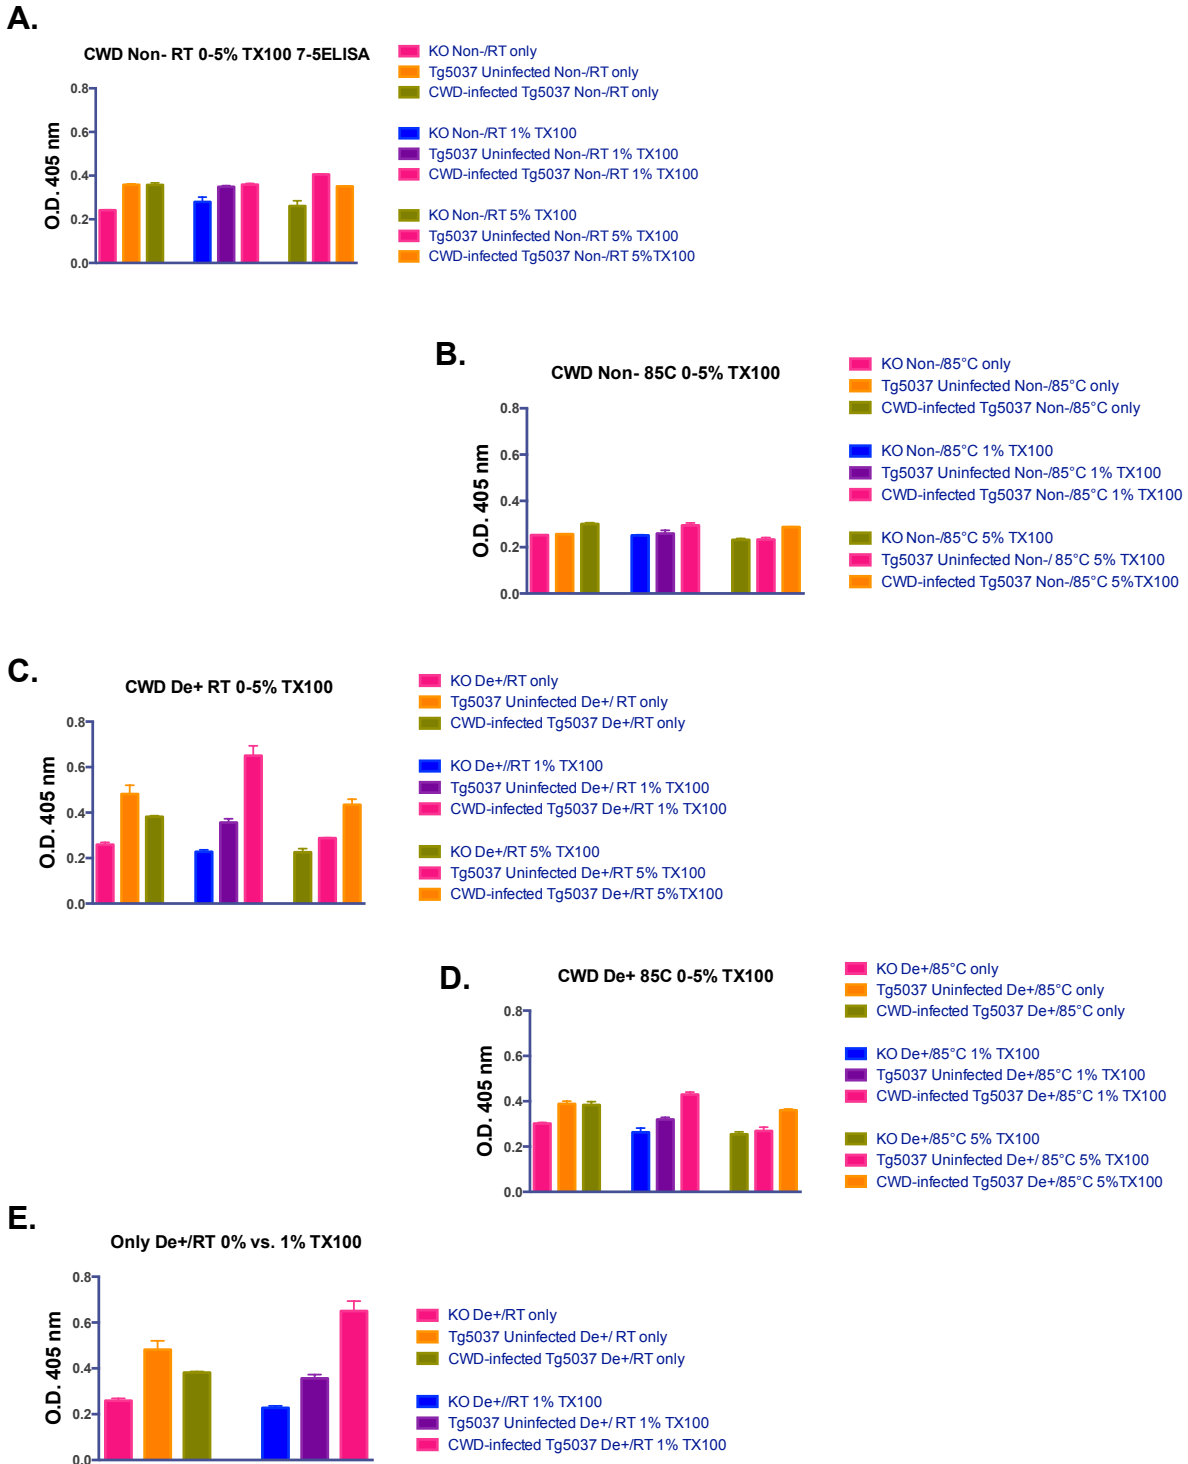 A.
CWD Non- RT 0-5% TX100 7-5ELISA
O.D. 405 nm
0.8
0.6
0.4
0.2
0.0
KO Non-/RT only
Tg5037 Uninfected Non-/RT only
CWD-infected Tg5037 Non-/RT only
KO Non-/RT 1% TX100
Tg5037 Uninfected Non-/RT 1% TX100
CWD-infected Tg5037 Non-/RT 1% TX100
KO Non-/RT 5% TX100
Tg5037 Uninfected Non-/RT 5% TX100
CWD-infected Tg5037 Non-/RT 5%TX100
B.
CWD Non- 85C 0-5% TX100
O.D. 405 nm
0.8
0.6
0.4
0.2
0.0
KO Non-/85°C only
Tg5037 Uninfected Non-/85°C only
CWD-infected Tg5037 Non-/85°C only
KO Non-/85°C 1% TX100
Tg5037 Uninfected Non-/85°C 1% TX100
CWD-infected Tg5037 Non-/85°C 1% TX100
KO Non-/85°C 5% TX100
Tg5037 Uninfected Non-/ 85°C 5% TX100
CWD-infected Tg5037 Non-/85°C 5%TX100
C.
CWD De+ RT 0-5% TX100
O.D. 405 nm
0.8
0.6
0.4
0.2
0.0
KO De+/RT only
Tg5037 Uninfected De+/ RT only
CWD-infected Tg5037 De+/RT only
KO De+//RT 1% TX100
Tg5037 Uninfected De+/ RT 1% TX100
CWD-infected Tg5037 De+/RT 1% TX100
KO De+/RT 5% TX100
Tg5037 Uninfected De+/RT 5% TX100
CWD-infected Tg5037 De+/RT 5%TX100
D.
CWD De+ 85C 0-5% TX100
O.D. 405 nm
0.8
0.6
0.4
0.2
0.0
KO De+/85°C only
Tg5037 Uninfected De+/85°C only
CWD-infected Tg5037 De+/85°C only
KO De+/85°C 1% TX100
Tg5037 Uninfected De+/85°C 1% TX100
CWD-infected Tg5037 De+/85°C 1% TX100
KO De+/85°C 5% TX100
Tg5037 Uninfected De+/ 85°C 5% TX100
CWD-infected Tg5037 De+/85°C 5%TX100
E.
Only De+/RT 0% vs. 1% TX100
O.D. 405 nm
0.8
0.6
0.4
0.2
0.0
KO De+/RT only
Tg5037 Uninfected De+/ RT only
CWD-infected Tg5037 De+/RT only
KO De+//RT 1% TX100
Tg5037 Uninfected De+/ RT 1% TX100
CWD-infected Tg5037 De+/RT 1% TX100